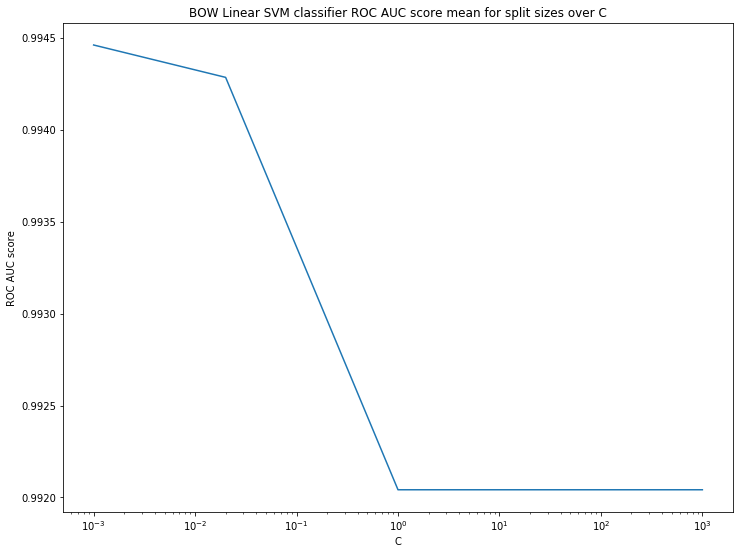 BOW Linear SVM classifier ROC AUC score mean for split sizes over C
0.9945
0.9940
0.9935
0.9930
0.9925
0.9920
ROC AUC score
10⁻³ 10⁻² 10⁻¹ 10⁰ 10¹ 10² 10³
C